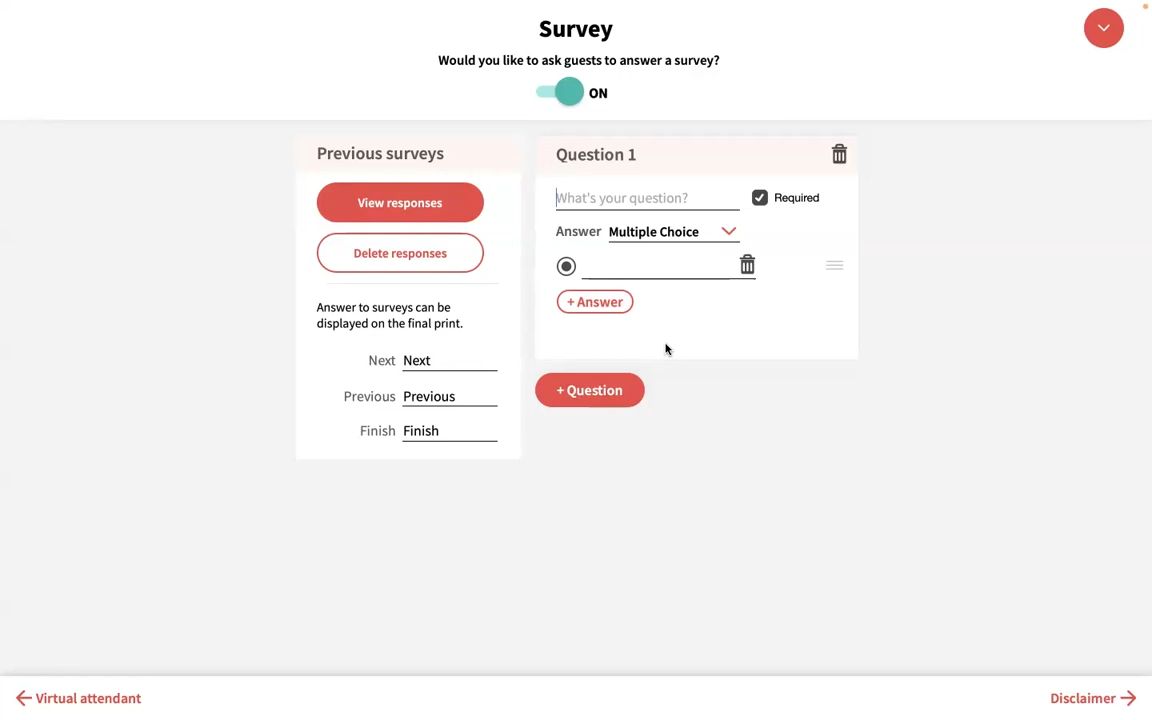 Survey
Would you like to ask guests to answer a survey?
ON
Previous surveys
View responses
Delete responses
Answer to surveys can be
displayed on the final print.
Next Next
Previous Previous
Finish Finish
Question 1
What's your question?
Required
Answer Multiple Choice
+ Answer
+ Question
Virtual attendant
Disclaimer